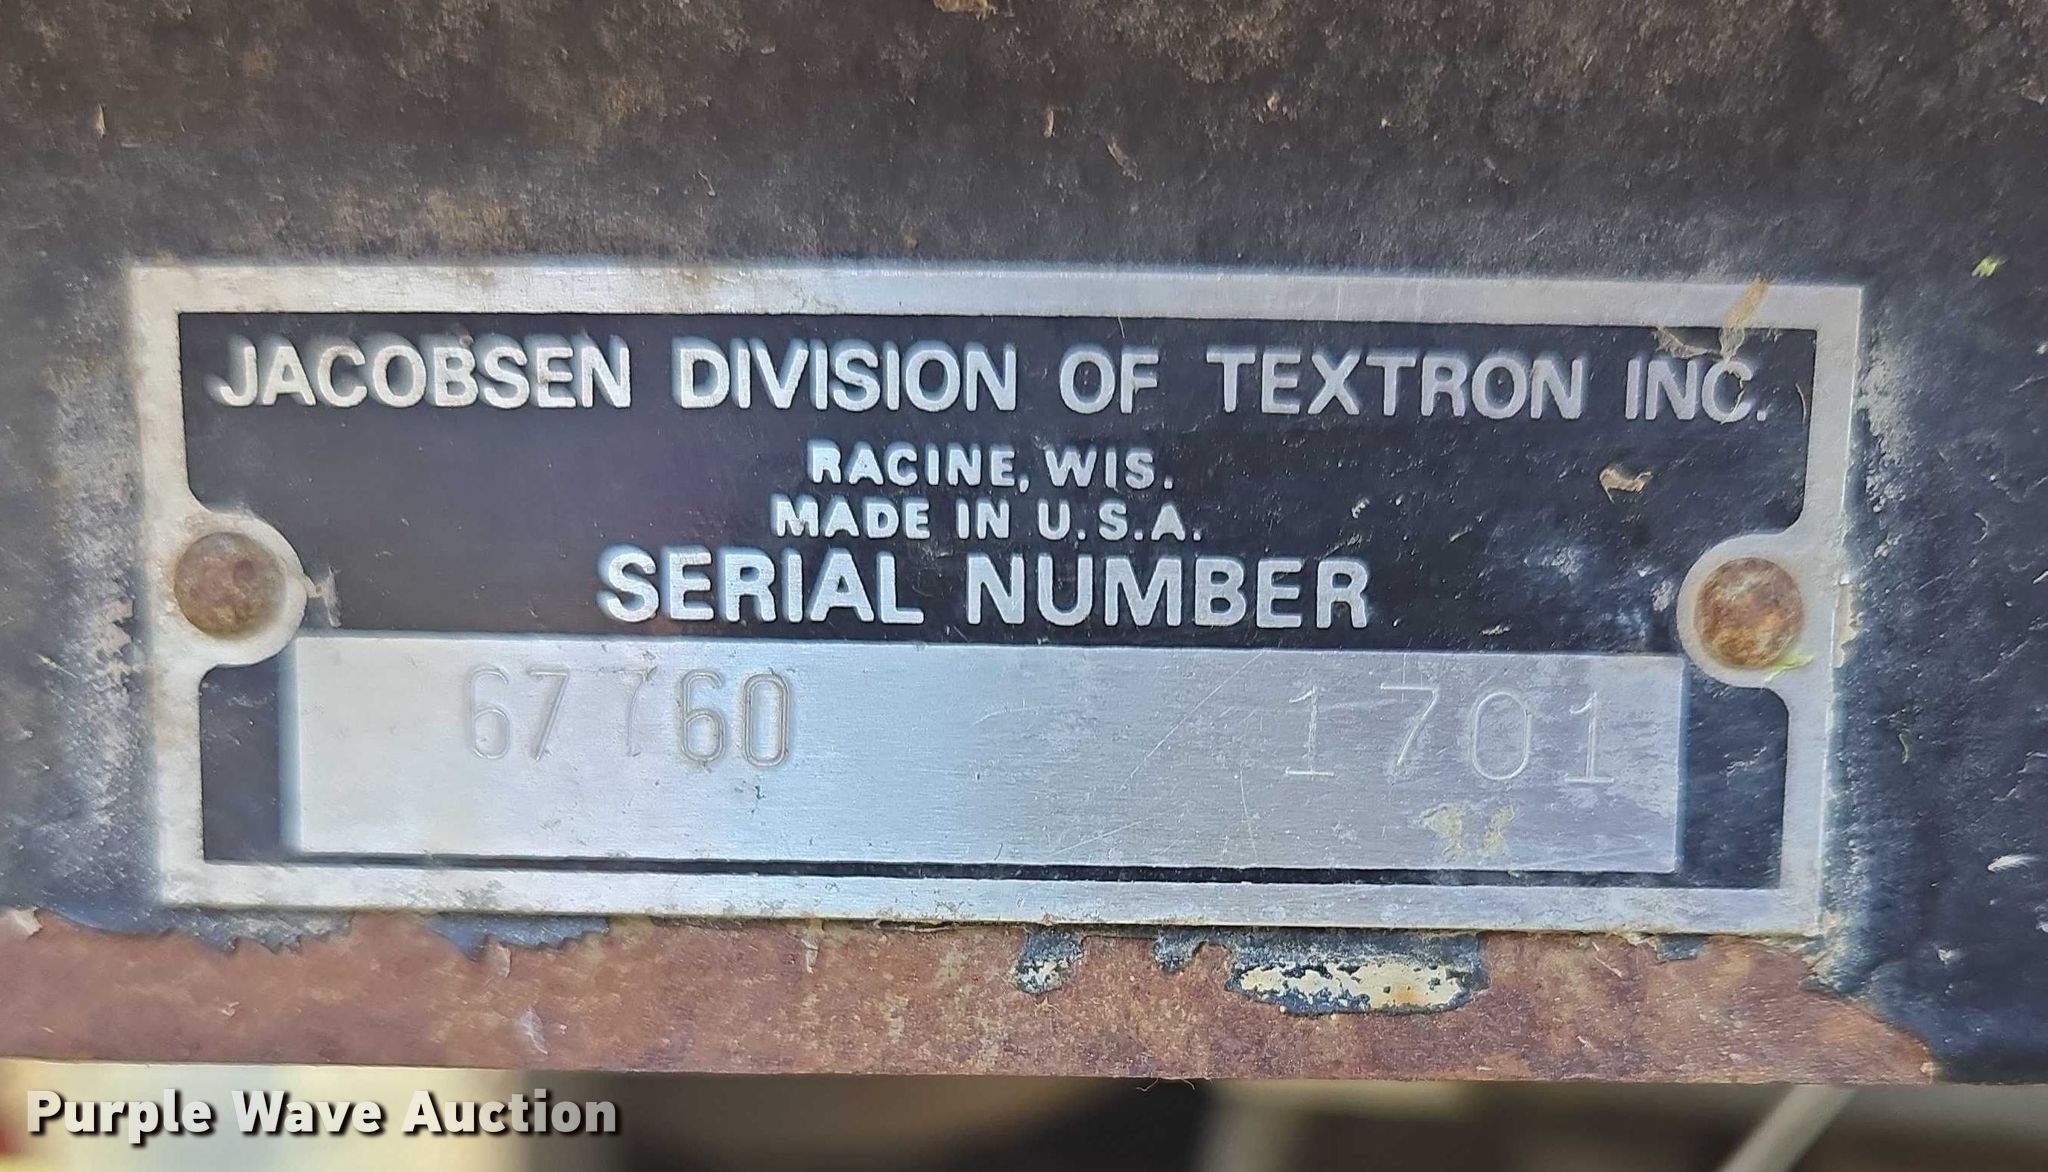 JACOBSEN DIVISION OF TEXTRON INC.
RACINE, WIS.
MADE IN U.S.A.
SERIAL NUMBER
67760 1701
Purple Wave Auction